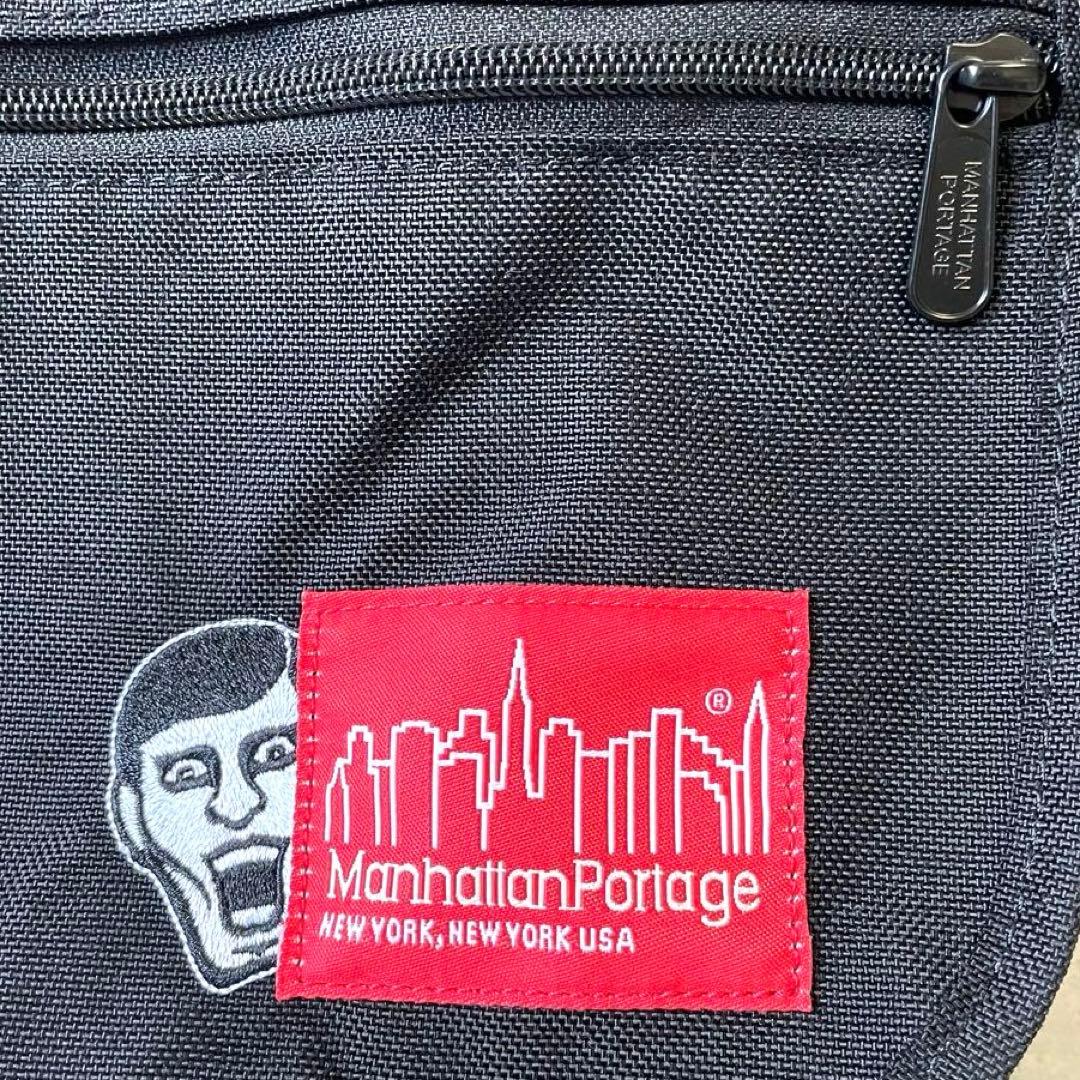 MANHATTAN
PORTAGE
®
ManhattanPortage
NEW YORK, NEW YORK USA